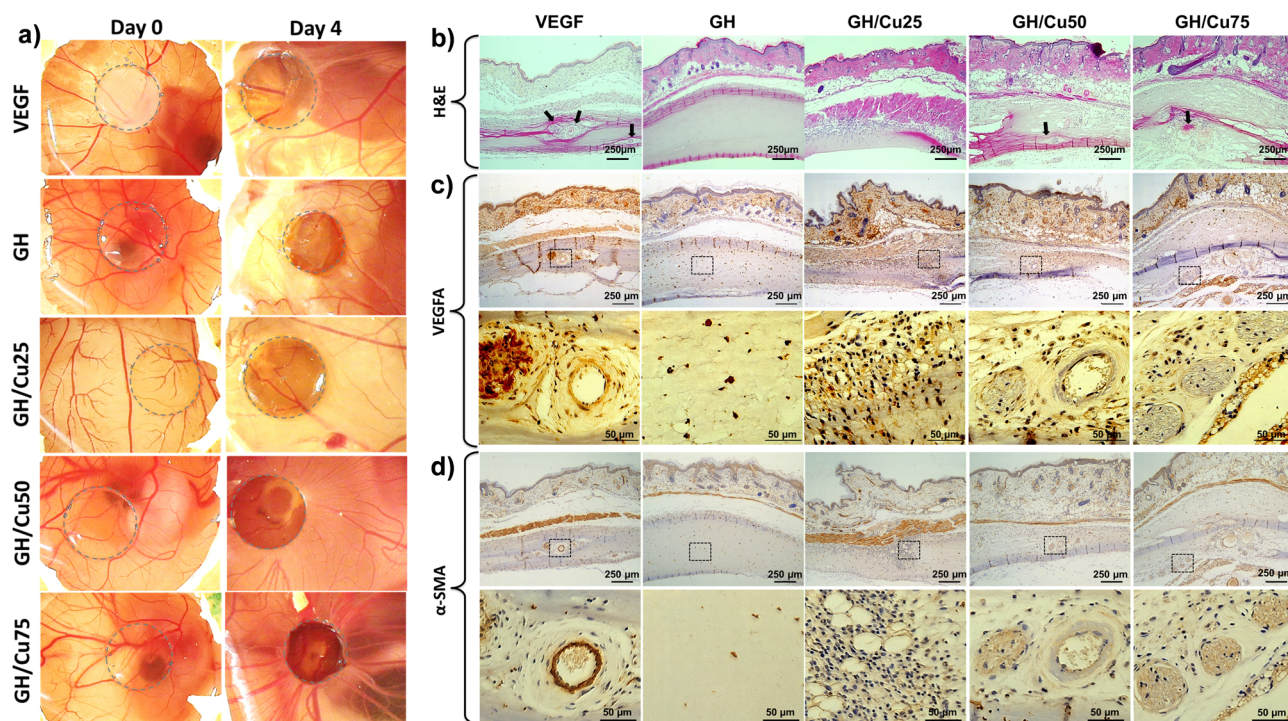 a) Day 0 Day 4
VEGF
GH
GH/Cu25
GH/Cu50
GH/Cu75
VEGF GH GH/Cu25 GH/Cu50 GH/Cu75
b)
H&E
250µm 250µm 250µm 250µm 250µm
c)
VEGFA
250 µm 250 µm 250 µm 250 µm 250 µm
50 µm 50 µm 50 µm 50 µm 50 µm
d)
α-SMA
250 µm 250 µm 250 µm 250 µm 250 µm
50 µm 50 µm 50 µm 50 µm 50 µm